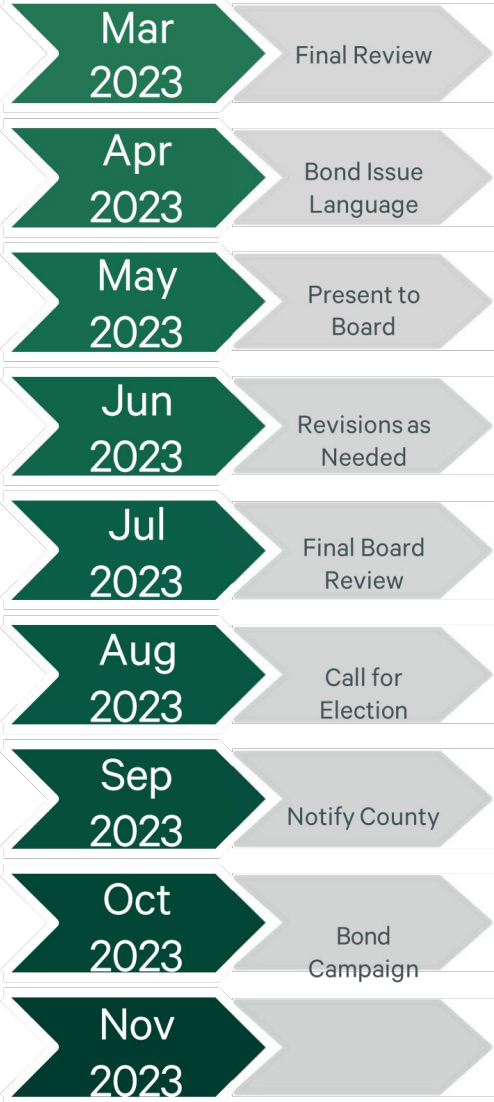 Mar
2023
Final Review
Apr
2023
Bond Issue
Language
May
2023
Present to
Board
Jun
2023
Revisions as
Needed
Jul
2023
Final Board
Review
Aug
2023
Call for
Election
Sep
2023
Notify County
Oct
2023
Bond
Campaign
Nov
2023